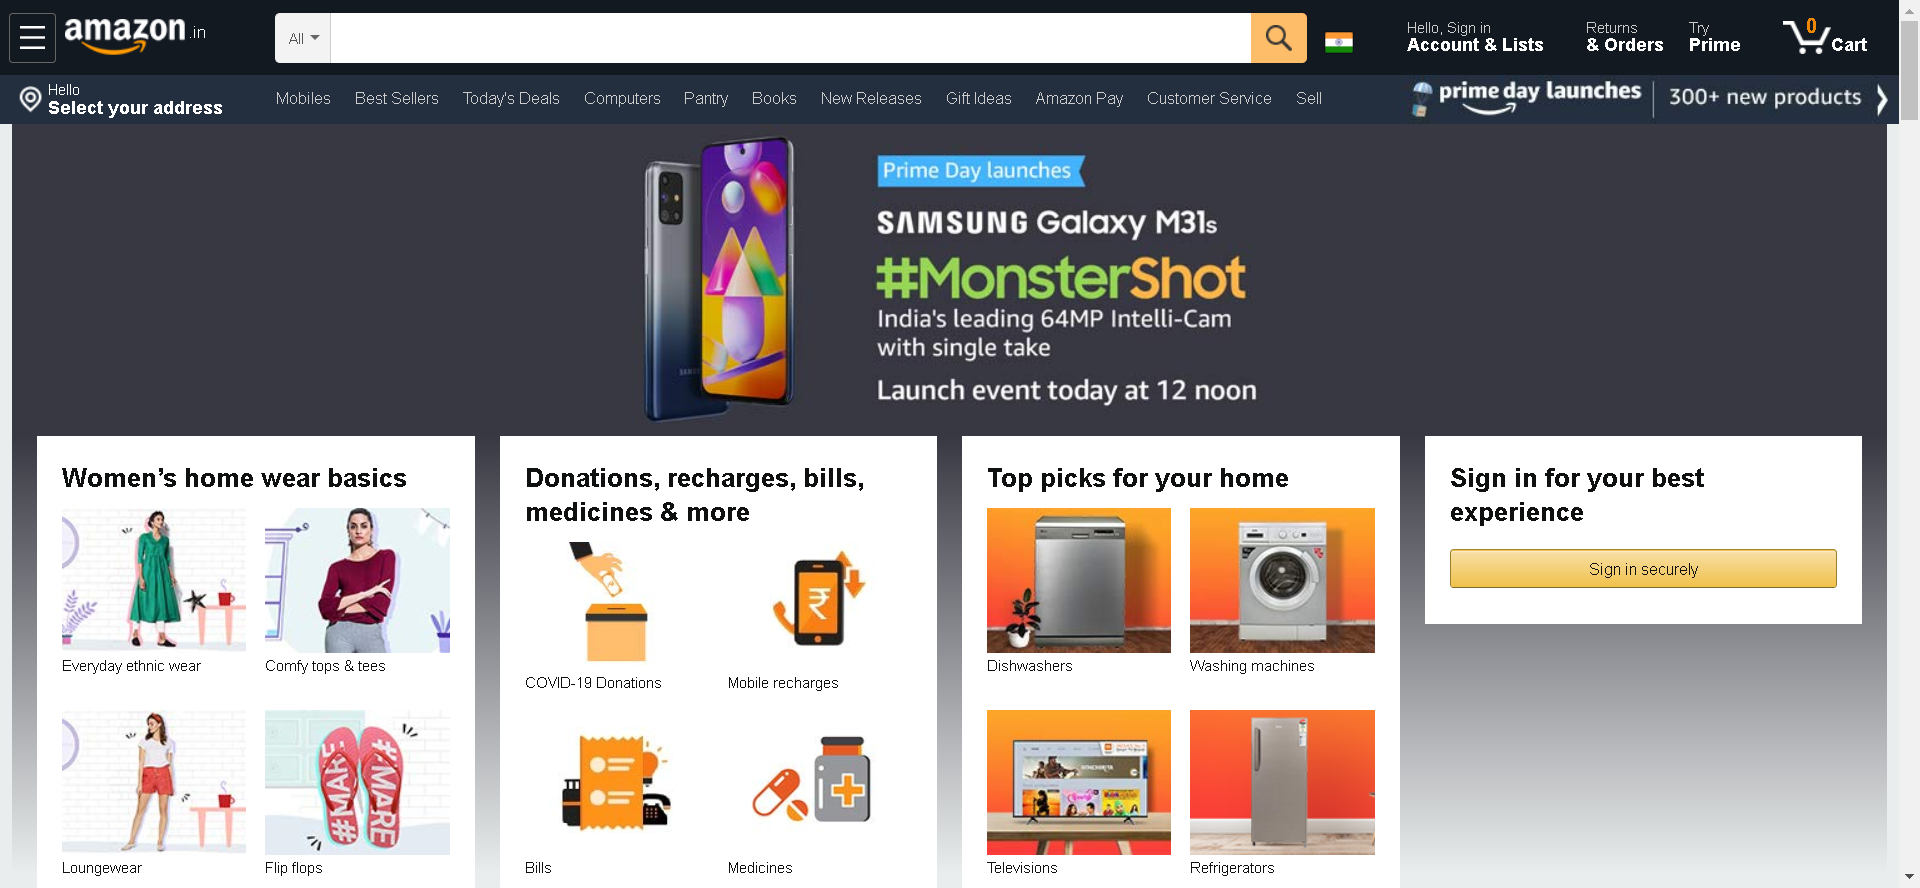 amazon.in
All
Hello, Sign in
Account & Lists
Returns
& Orders
Try
Prime
0
Cart
Hello
Select your address
Mobiles
Best Sellers
Today's Deals
Computers
Pantry
Books
New Releases
Gift Ideas
Amazon Pay
Customer Service
Sell
prime day launches
300+ new products
Prime Day launches
SAMSUNG Galaxy M31s
#MonsterShot
India's leading 64MP Intelli-Cam
with single take
Launch event today at 12 noon
Women’s home wear basics
Everyday ethnic wear
Comfy tops & tees
#MAKE
#MARE
Loungewear
Flip flops
Donations, recharges, bills,
medicines & more
COVID-19 Donations
Mobile recharges
₹
Bills
Medicines
Top picks for your home
Dishwashers
Washing machines
Televisions
Refrigerators
Sign in for your best
experience
Sign in securely